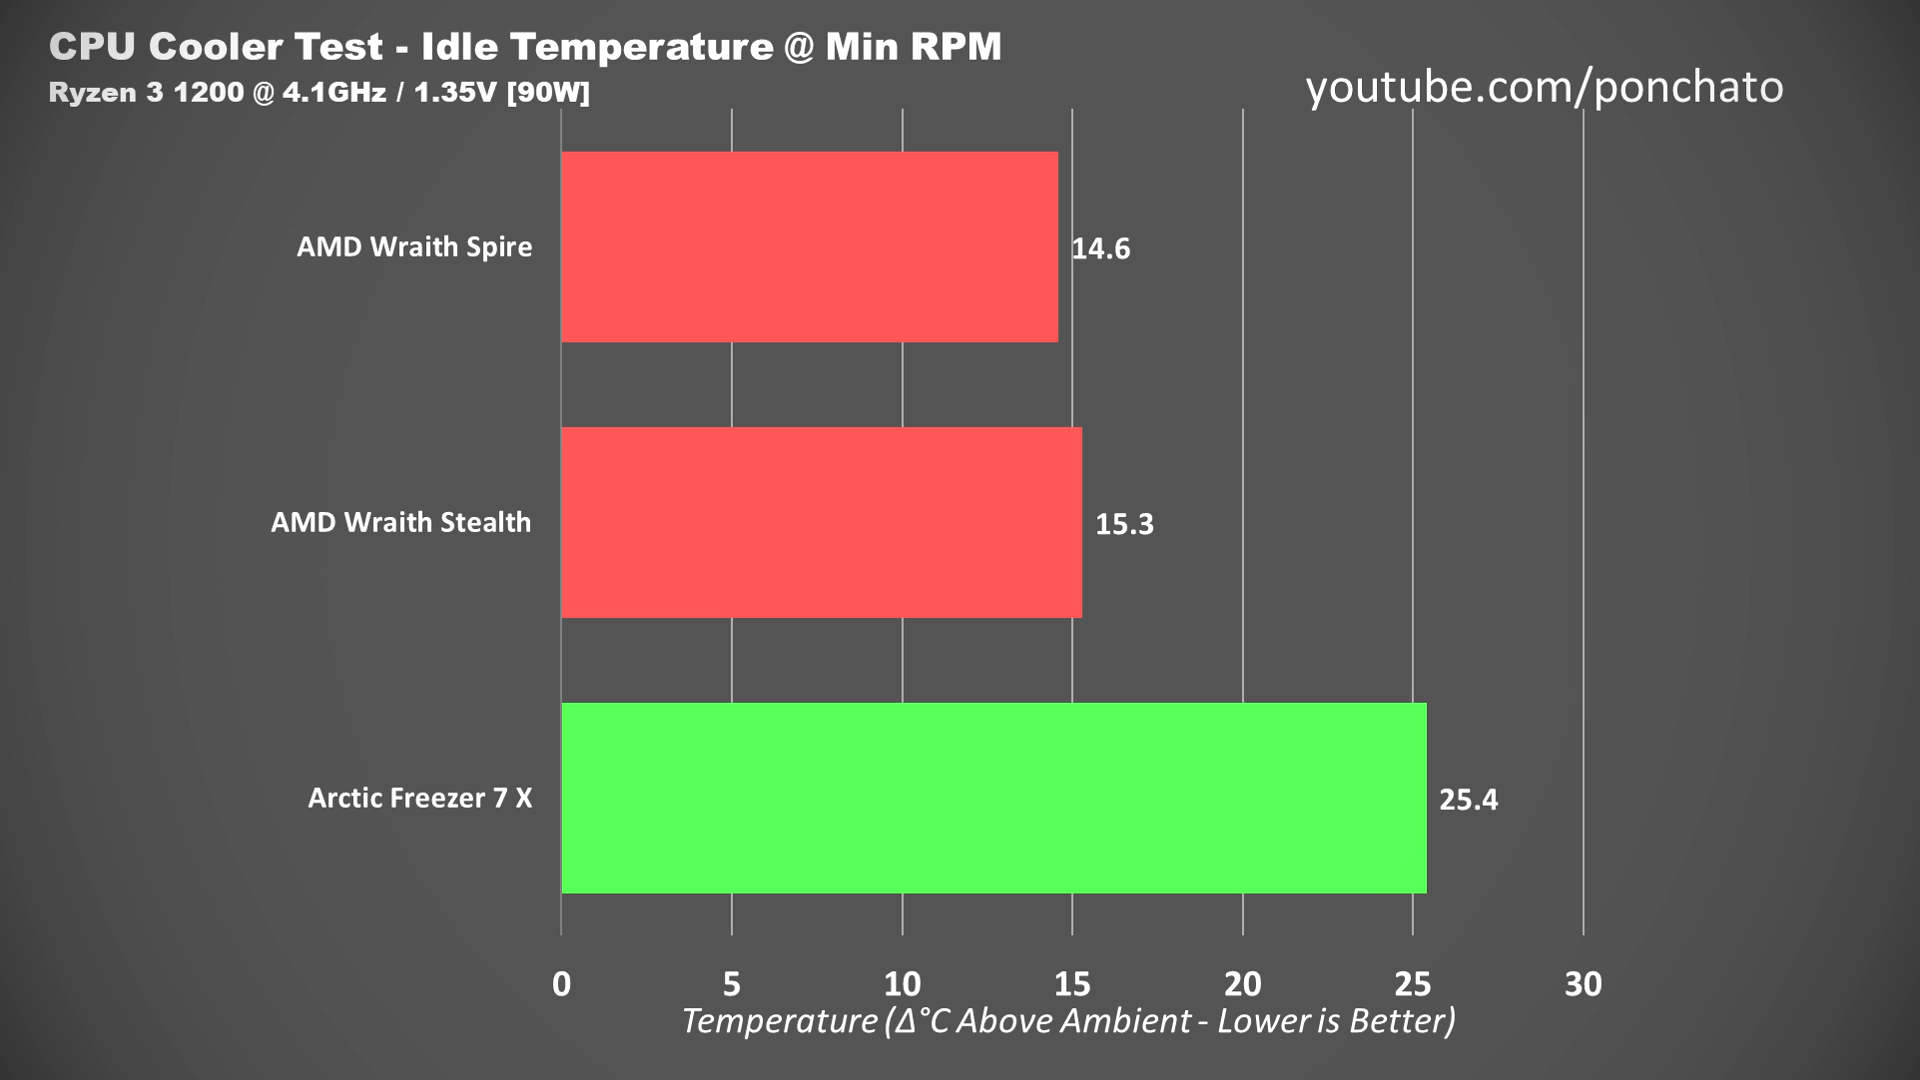 CPU Cooler Test - Idle Temperature @ Min RPM
Ryzen 3 1200 @ 4.1GHz / 1.35V [90W]
youtube.com/ponchato
AMD Wraith Spire
14.6
AMD Wraith Stealth
15.3
Arctic Freezer 7 X
25.4
0 5 10 15 20 25 30
Temperature (Δ°C Above Ambient - Lower is Better)